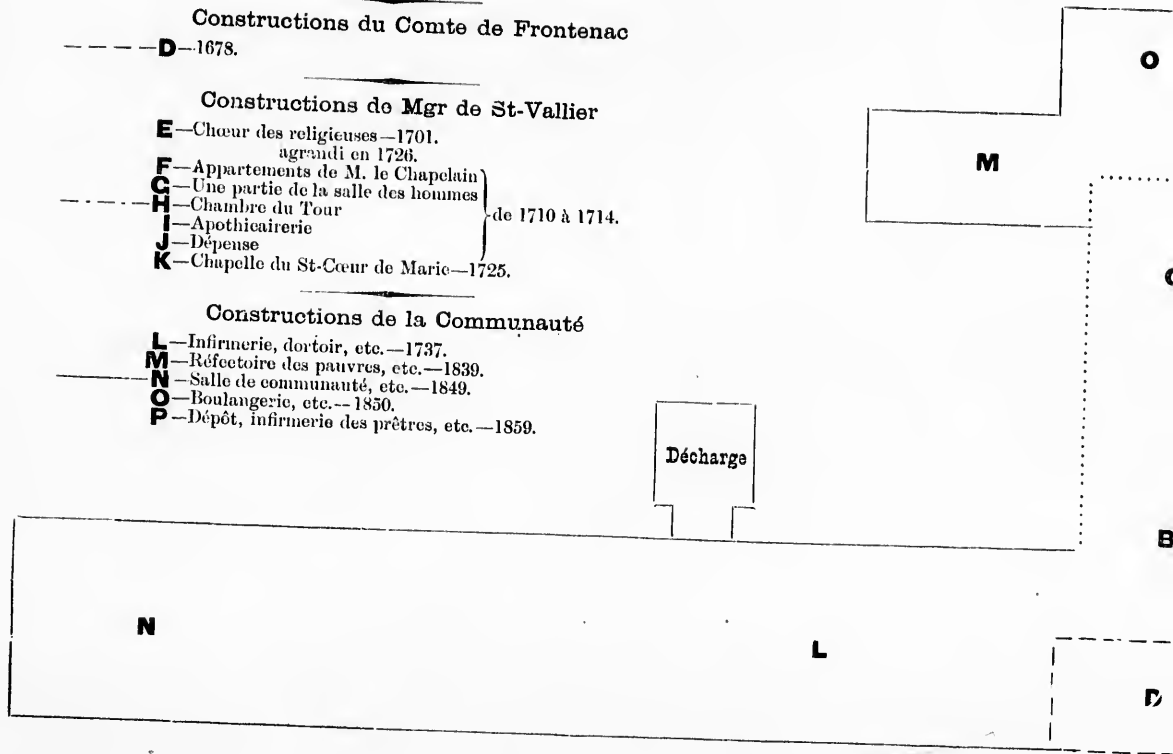 Constructions du Comte de Frontenac
D—1678.
Constructions de Mgr de St-Vallier
E—Chœur des religieuses—1701.
agrandi en 1726.
F—Appartements de M. le Chapelain
G—Une partie de la salle des hommes
H—Chambre du Tour
I—Apothicairerie
J—Dépense
de 1710 à 1714.
K—Chapelle du St-Cœur de Marie—1725.
Constructions de la Communauté
L—Infirmerie, dortoir, etc.—1737.
M—Réfectoire des pauvres, etc.—1839.
N—Salle de communauté, etc.—1849.
O—Boulangerie, etc.—1850.
P—Dépôt, infirmerie des prêtres, etc.—1859.
O
M
Décharge
B
N
L
D